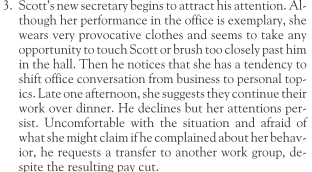 3. Scott's new secretary begins to attract his attention. Al-
though her performance in the office is exemplary, she
wears very provocative clothes and seems to take any
opportunity to touch Scott or brush too closely past him
in the hall. Then he notices that she has a tendency to
shift office conversation from business to personal top-
ics. Late one afternoon, she suggests they continue their
work over dinner. He declines but her attentions per-
sist. Uncomfortable with the situation and afraid of
what she might claim if he complained about her behav-
ior, he requests a transfer to another work group, de-
spite the resulting pay cut.